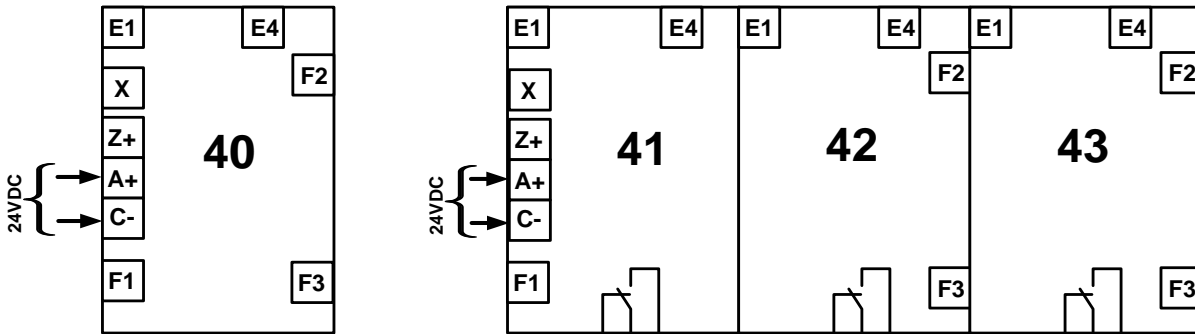 E1 E4 E1 E4 E1 E4 E1 E4
F2 F2 F2
X X
Z+ Z+
40 41 42 43
A+ A+
24VDC 24VDC
C- C-
F1 F3 F1 F3 F3